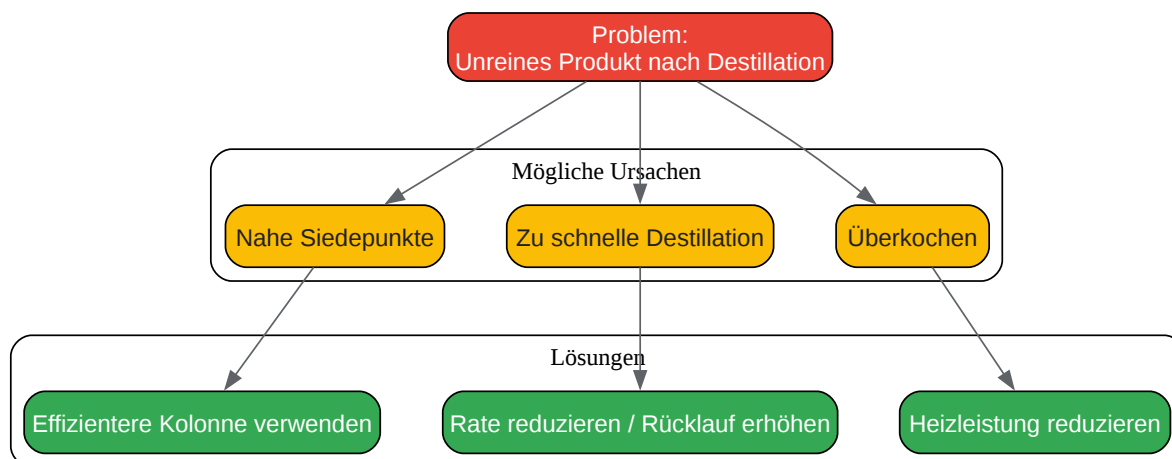 Problem:
Unreines Produkt nach Destillation
Mögliche Ursachen
Nahe Siedepunkte
Zu schnelle Destillation
Überkochen
Lösungen
Effizientere Kolonne verwenden
Rate reduzieren / Rücklauf erhöhen
Heizleistung reduzieren